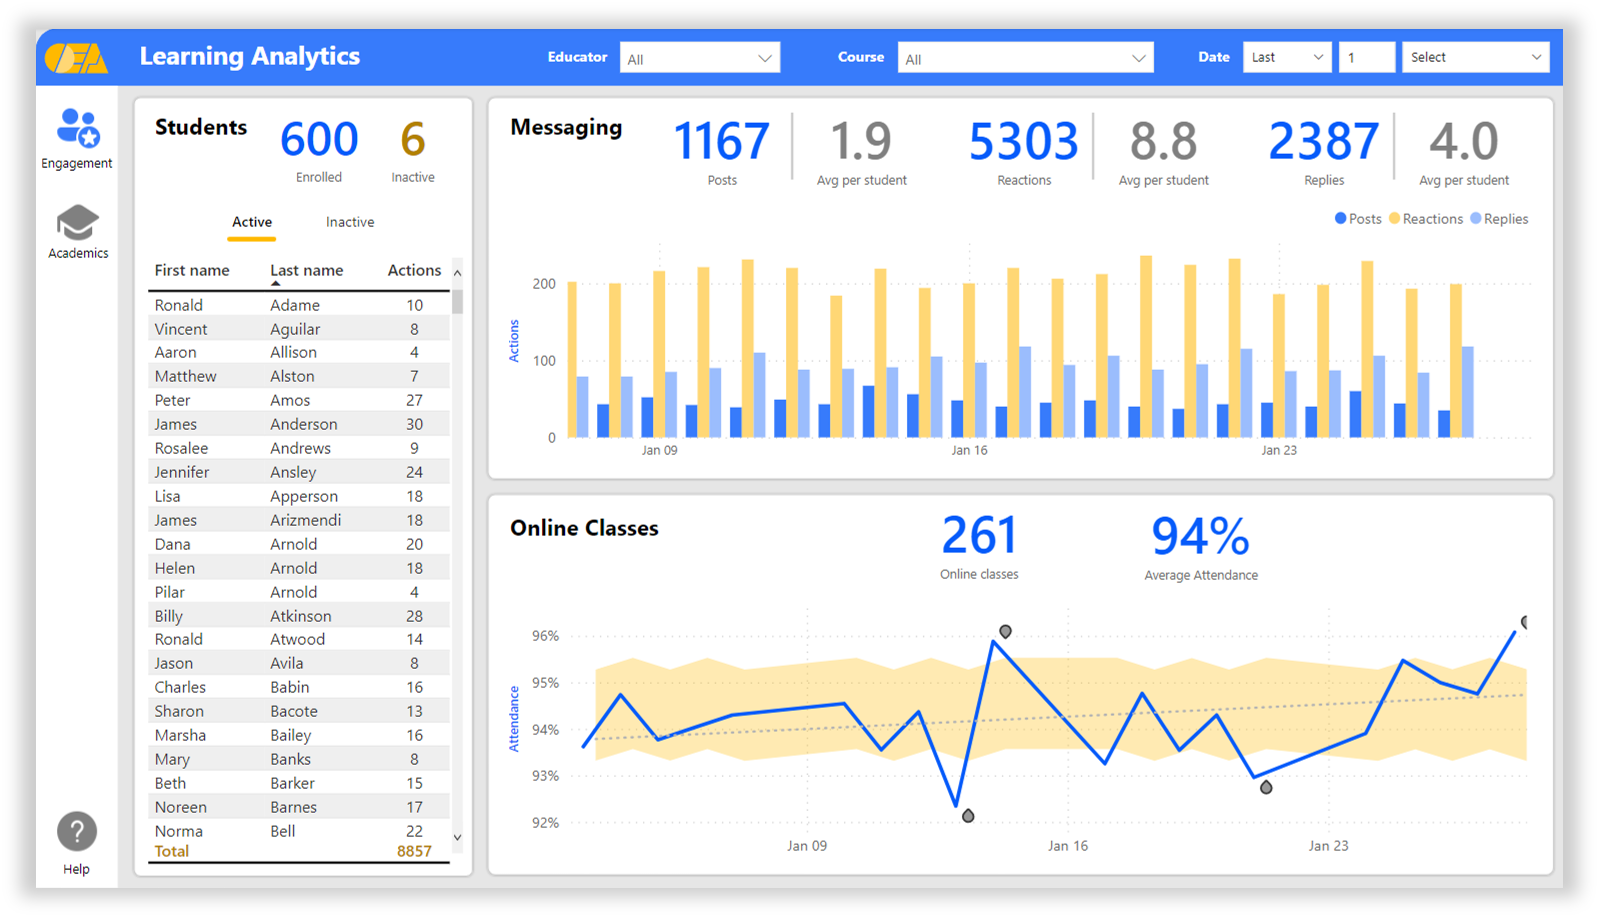 OEA
Learning Analytics
Educator
All
Course
All
Date
Last
1
Select
Engagement
Academics
Help
Students
600
Enrolled
6
Inactive
Active
Inactive
First name Last name Actions
Ronald Adame 10
Vincent Aguilar 8
Aaron Allison 4
Matthew Alston 7
Peter Amos 27
James Anderson 30
Rosalee Andrews 9
Jennifer Ansley 24
Lisa Apperson 18
James Arizmendi 18
Dana Arnold 20
Helen Arnold 18
Pilar Arnold 4
Billy Atkinson 28
Ronald Atwood 14
Jason Avila 8
Charles Babin 16
Sharon Bacote 13
Marsha Bailey 16
Mary Banks 8
Beth Barker 15
Noreen Barnes 17
Norma Bell 22
Total 8857
Messaging
1167
Posts
1.9
Avg per student
5303
Reactions
8.8
Avg per student
2387
Replies
4.0
Avg per student
Posts Reactions Replies
Actions
200
100
0
Jan 09
Jan 16
Jan 23
Online Classes
261
Online classes
94%
Average Attendance
Attendance
96%
95%
94%
93%
92%
Jan 09
Jan 16
Jan 23
?